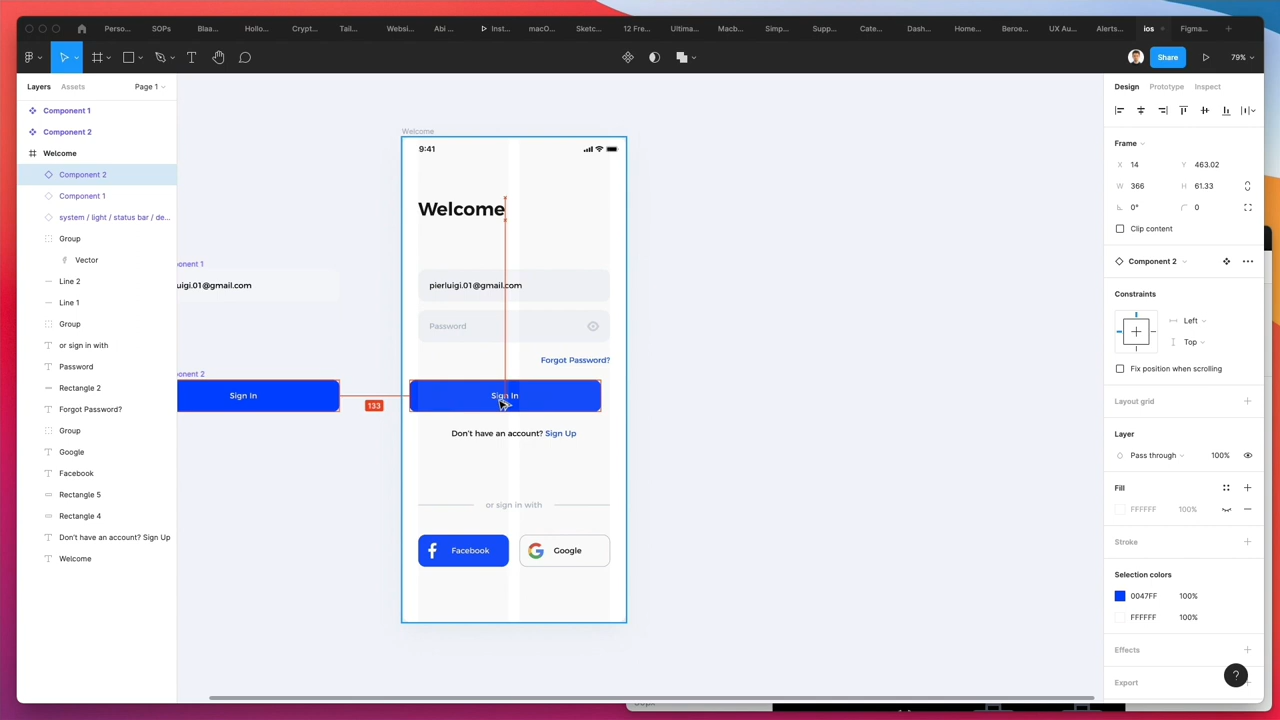 Perso...
SOPs
Blaa...
Hollo...
Crypt...
Tail...
Websi...
Abi ...
Inst...
macO...
Sketc...
12 Fre...
Ultima...
Macb...
Simp...
Supp...
Cate...
Dash...
Home...
Beroe...
UX Au...
Alerts...
ios
Figma...
Share
79%
Layers
Assets
Page 1
Component 1
Component 2
Welcome
Component 2
Component 1
system / light / status bar / de...
Group
Vector
Line 2
Line 1
Group
or sign in with
Password
Rectangle 2
Forgot Password?
Group
Google
Facebook
Rectangle 5
Rectangle 4
Don't have an account? Sign Up
Welcome
onent 1
uigi.01@gmail.com
onent 2
Sign In
133
Welcome
9:41
Welcome
pierluigi.01@gmail.com
Password
Forgot Password?
Sign In
Don't have an account? Sign Up
or sign in with
Facebook
Google
Design
Prototype
Inspect
Frame
X 14
Y 463.02
W 366
H 61.33
0°
0
Clip content
Component 2
Constraints
Left
Top
Fix position when scrolling
Layout grid
Layer
Pass through
100%
Fill
FFFFFF 100%
Stroke
Selection colors
0047FF 100%
FFFFFF 100%
Effects
Export
?